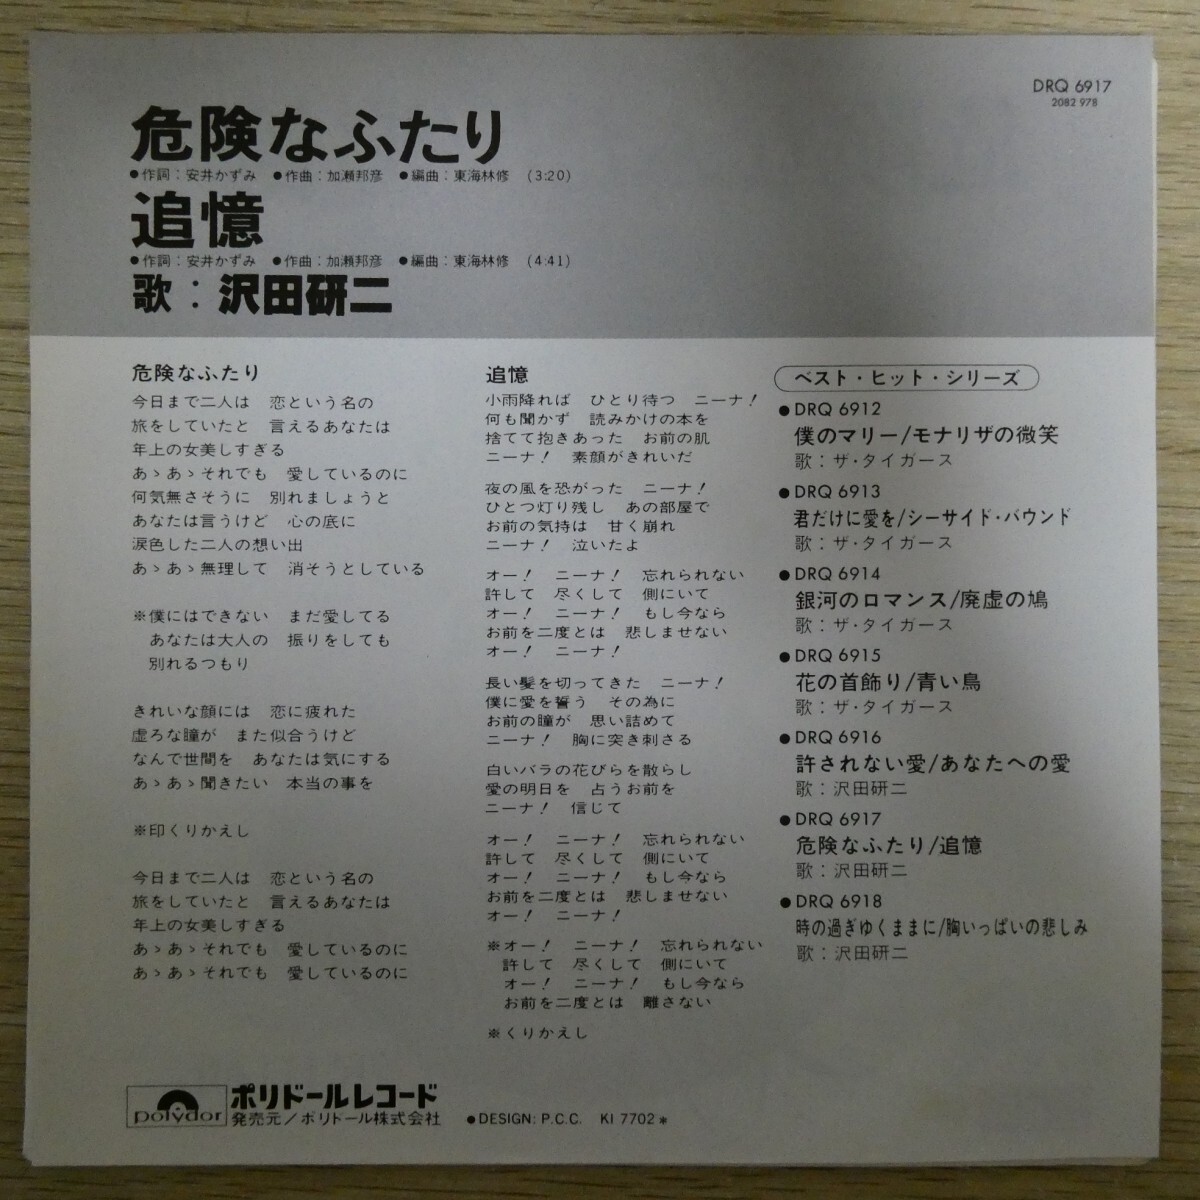 DRQ 6917
2082 978
危険なふたり
●作詞：安井かずみ ●作曲：加瀬邦彦 ●編曲：東海林修 (3:20)
追憶
●作詞：安井かずみ ●作曲：加瀬邦彦 ●編曲：東海林修 (4:41)
歌：沢田研二
危険なふたり
今日まで二人は 恋という名の
旅をしていたと 言えるあなたは
年上の女美しすぎる
あゝあゝそれでも 愛しているのに
何気無さそうに 別れましょうと
あなたは言うけど 心の底に
涙色した二人の想い出
あゝあゝ無理して 消そうとしている
※僕にはできない まだ愛してる
あなたは大人の 振りをしても
別れるつもり
きれいな顔には 恋に疲れた
虚ろな瞳が また似合うけど
なんで世間を あなたは気にする
あゝあゝ聞きたい 本当の事を
※印くりかえし
今日まで二人は 恋という名の
旅をしていたと 言えるあなたは
年上の女美しすぎる
あゝあゝそれでも 愛しているのに
あゝあゝそれでも 愛しているのに
追憶
小雨降れば ひとり待つ ニーナ！
何も聞かず 読みかけの本を
捨てて抱きあった お前の肌
ニーナ！ 素顔がきれいだ
夜の風を恐がった ニーナ！
ひとつ灯り残し あの部屋で
お前の気持は 甘く崩れ
ニーナ！ 泣いたよ
オー！ ニーナ！ 忘れられない
許して 尽くして 側にいて
オー！ ニーナ！ もし今なら
お前を二度とは 悲しませない
オー！ ニーナ！
長い髪を切ってきた ニーナ！
僕に愛を誓う その為に
お前の瞳が 思い詰めて
ニーナ！ 胸に突き刺さる
白いバラの花びらを散らし
愛の明日を 占うお前を
ニーナ！ 信じて
オー！ ニーナ！ 忘れられない
許して 尽くして 側にいて
オー！ ニーナ！ もし今なら
お前を二度とは 悲しませない
オー！ ニーナ！
※オー！ ニーナ！ 忘れられない
許して 尽くして 側にいて
オー！ ニーナ！ もし今なら
お前を二度とは 離さない
※くりかえし
ベスト・ヒット・シリーズ
●DRQ 6912
僕のマリー/モナリザの微笑
歌：ザ・タイガース
●DRQ 6913
君だけに愛を/シーサイド・バウンド
歌：ザ・タイガース
●DRQ 6914
銀河のロマンス/廃虚の鳩
歌：ザ・タイガース
●DRQ 6915
花の首飾り/青い鳥
歌：ザ・タイガース
●DRQ 6916
許されない愛/あなたへの愛
歌：沢田研二
●DRQ 6917
危険なふたり/追憶
歌：沢田研二
●DRQ 6918
時の過ぎゆくままに/胸いっぱいの悲しみ
歌：沢田研二
polydor
ポリドールレコード
発売元／ポリドール株式会社
●DESIGN: P.C.C. KI 7702＊